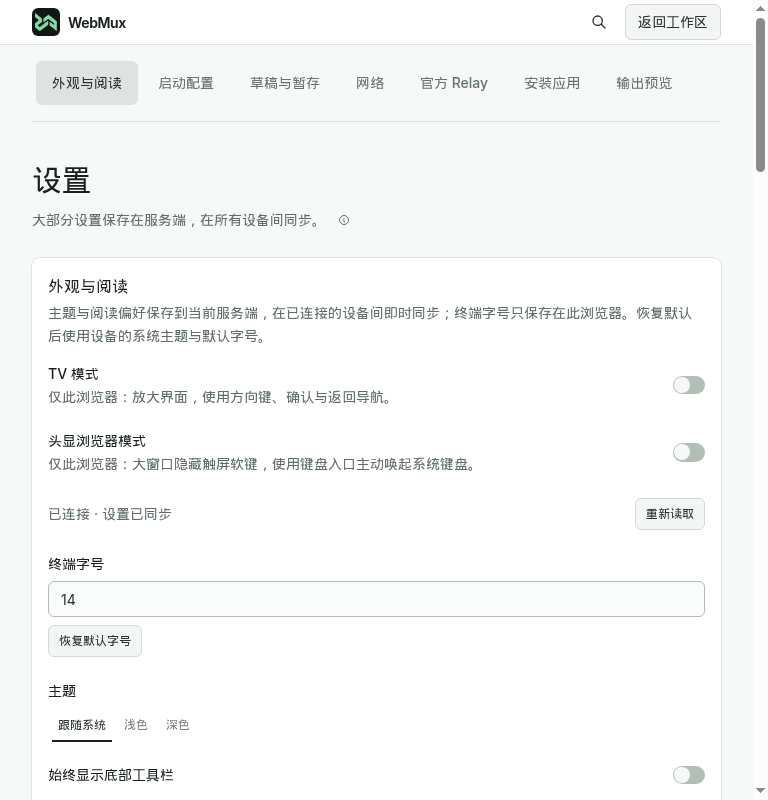 WebMux
返回工作区
外观与阅读
启动配置
草稿与暂存
网络
官方 Relay
安装应用
输出预览
设置
大部分设置保存在服务端，在所有设备间同步。
外观与阅读
主题与阅读偏好保存到当前服务端，在已连接的设备间即时同步；终端字号只保存在此浏览器。恢复默认
后使用设备的系统主题与默认字号。
TV 模式
仅此浏览器：放大界面，使用方向键、确认与返回导航。
头显浏览器模式
仅此浏览器：大窗口隐藏触屏软键，使用键盘入口主动唤起系统键盘。
已连接 · 设置已同步
重新读取
终端字号
14
恢复默认字号
主题
跟随系统
浅色
深色
始终显示底部工具栏